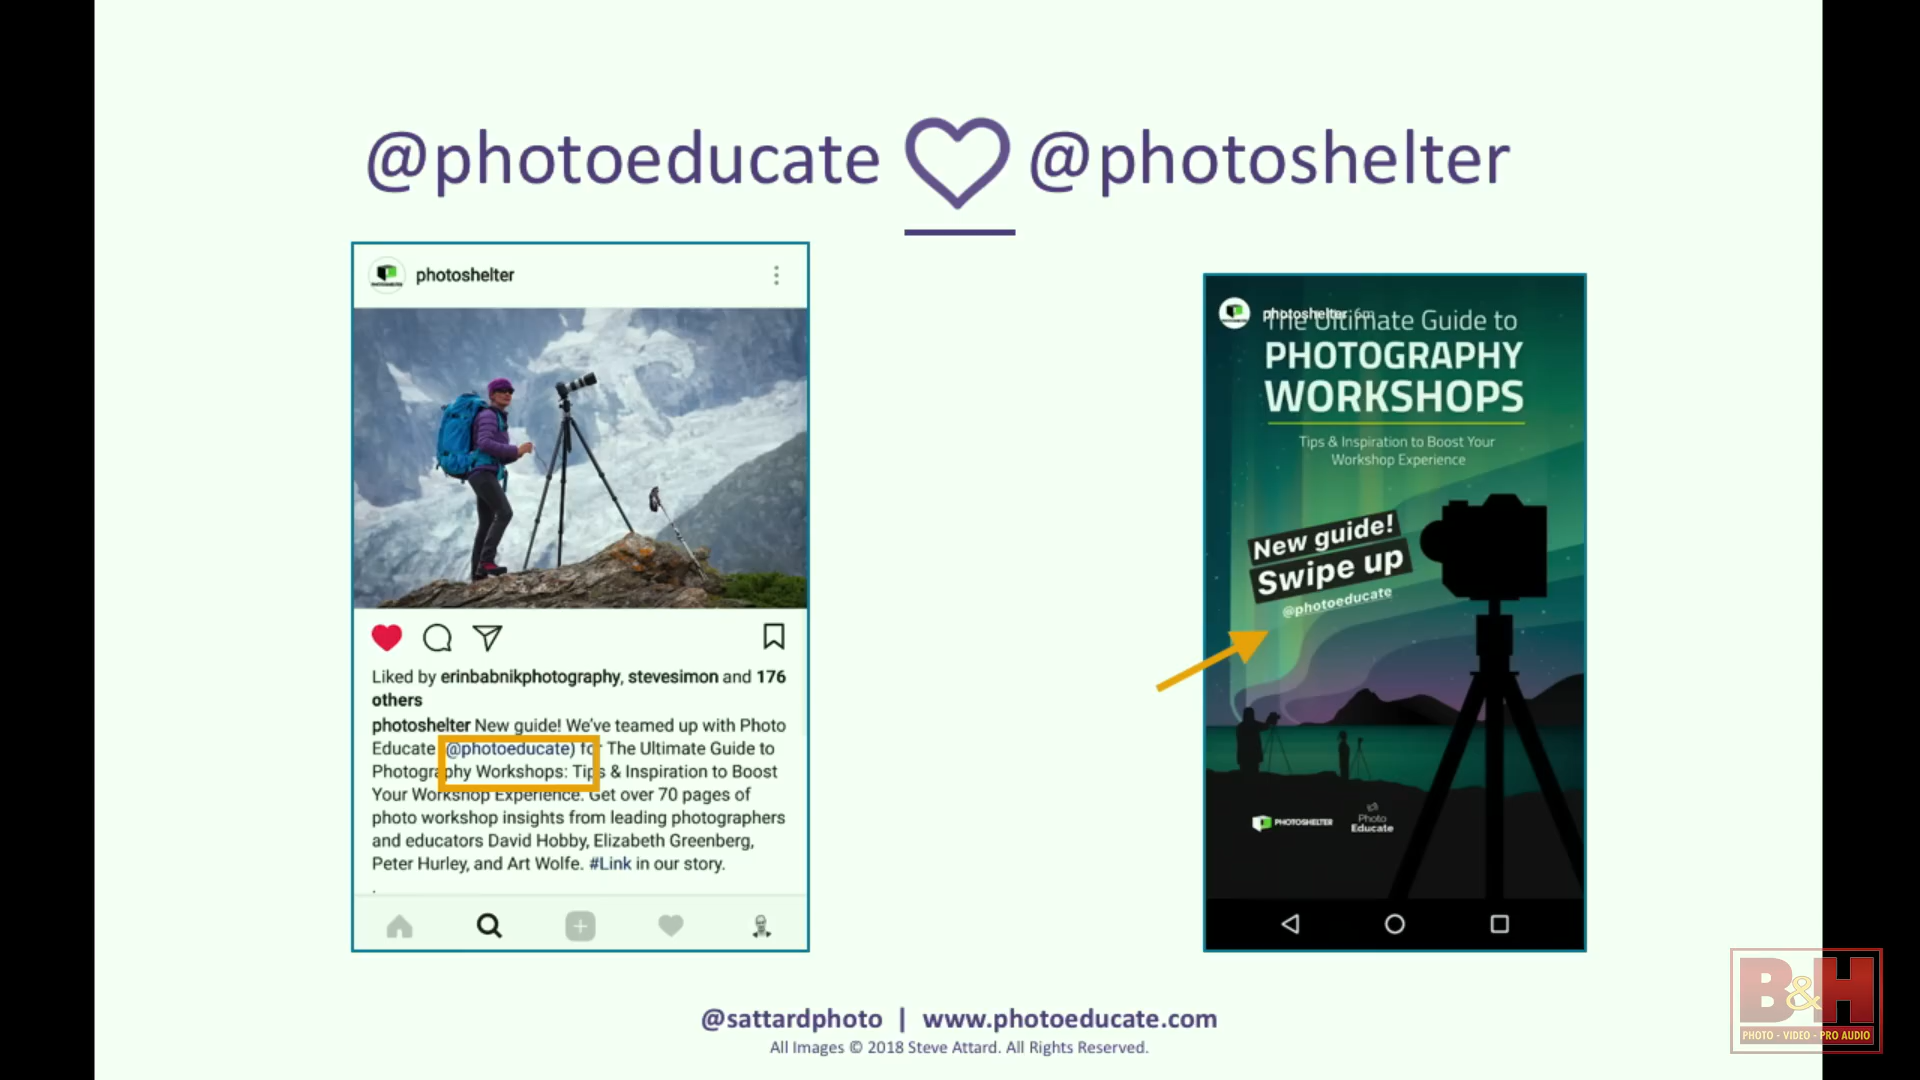 @photoeducate @photoshelter
photoshelter
Liked by erinbabnikphotography, stevesimon and 176
others
photoshelter New guide! We've teamed up with Photo
Educate @photoeducate) for The Ultimate Guide to
Photography Workshops: Tips & Inspiration to Boost
Your Workshop Experience. Get over 70 pages of
photo workshop insights from leading photographers
and educators David Hobby, Elizabeth Greenberg,
Peter Hurley, and Art Wolfe. #Link in our story.
.
photoshelter 6m
The Ultimate Guide to
PHOTOGRAPHY
WORKSHOPS
Tips & Inspiration to Boost Your
Workshop Experience
New guide!
Swipe up
@photoeducate
PHOTOSHELTER
Photo
Educate
@sattardphoto | www.photoeducate.com
All Images © 2018 Steve Attard. All Rights Reserved.
B&H
PHOTO - VIDEO - PRO AUDIO